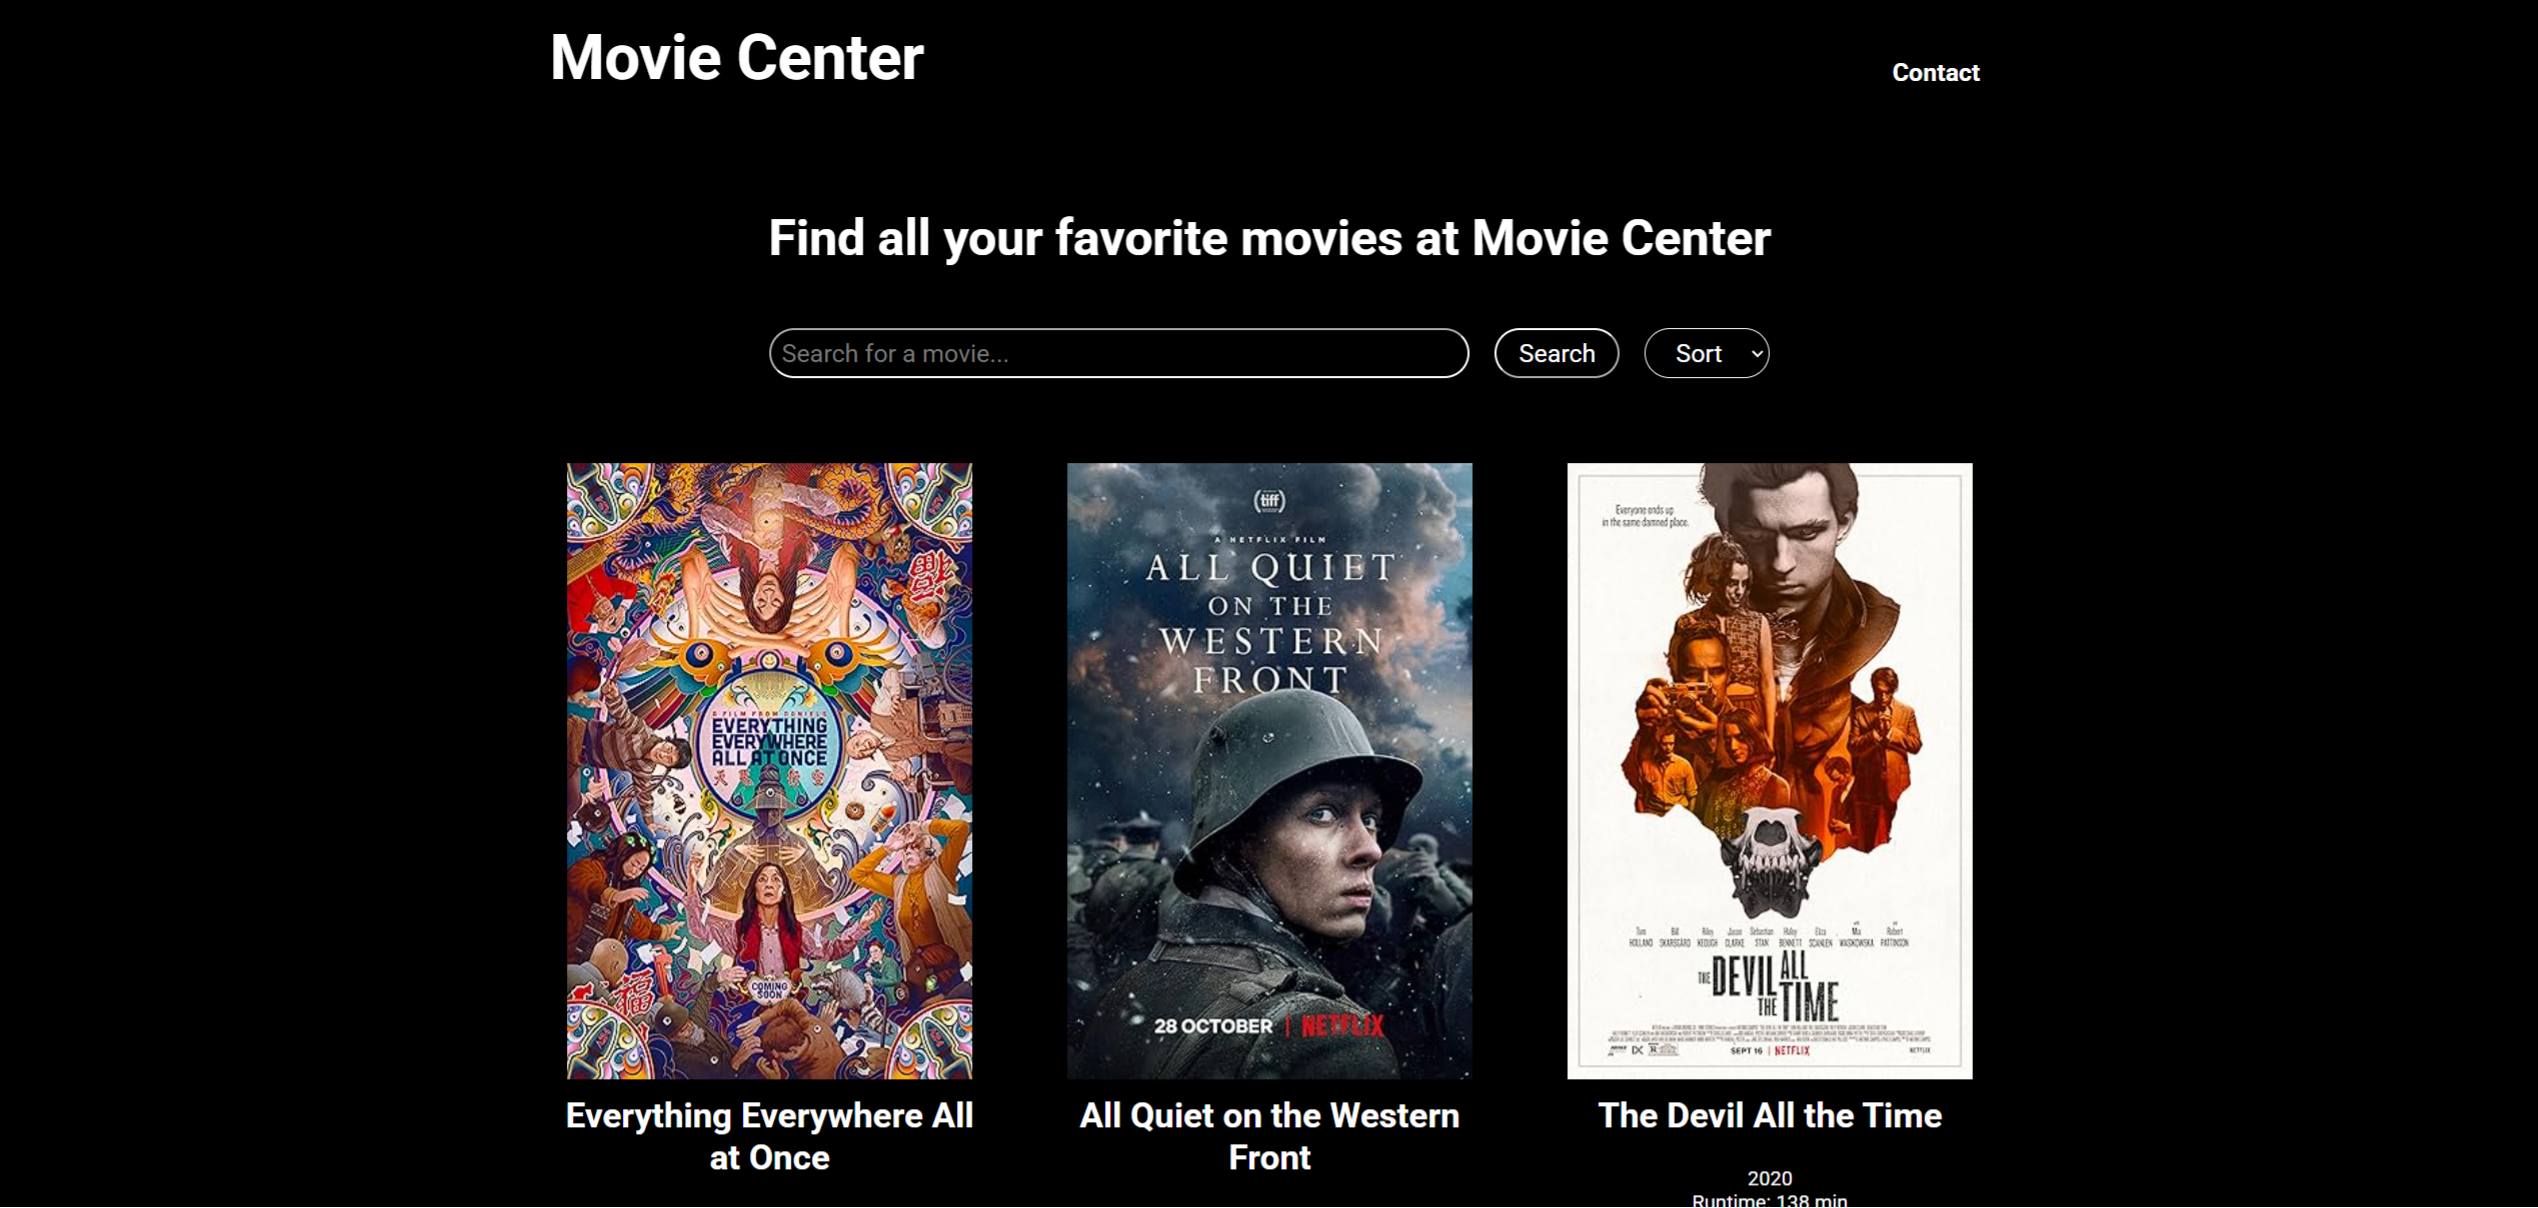 Movie Center
Contact
Find all your favorite movies at Movie Center
Search for a movie...
Search
Sort
A FILM FROM DANIELS
EVERYTHING
EVERYWHERE
ALL AT ONCE
COMING
SOON
福
tiff
A NETFLIX FILM
ALL QUIET
ON THE
WESTERN
FRONT
28 OCTOBER | NETFLIX
Everyone ends up
in the same damned place.
Tom Bill Riley Jason Sebastian Haley Eliza with Mia and Robert
HOLLAND SKARSGÅRD KEOUGH CLARKE STAN BENNETT SCANLEN WASIKOWSKA PATTINSON
THE DEVIL ALL
THE TIME
SEPT 16 | NETFLIX
NETFLIX
Everything Everywhere All
at Once
All Quiet on the Western
Front
The Devil All the Time
2020
Runtime: 138 min